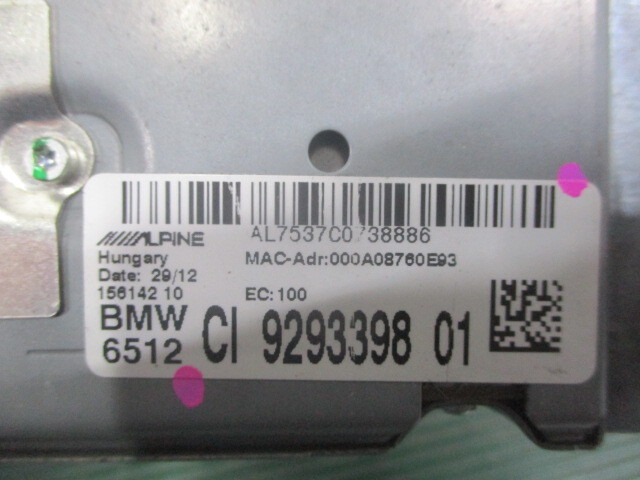 AL7537C0738886
ALPINE
Hungary
MAC-Adr:000A08760E93
Date: 29/12
156142 10
EC:100
BMW
6512
CI 9293398 01